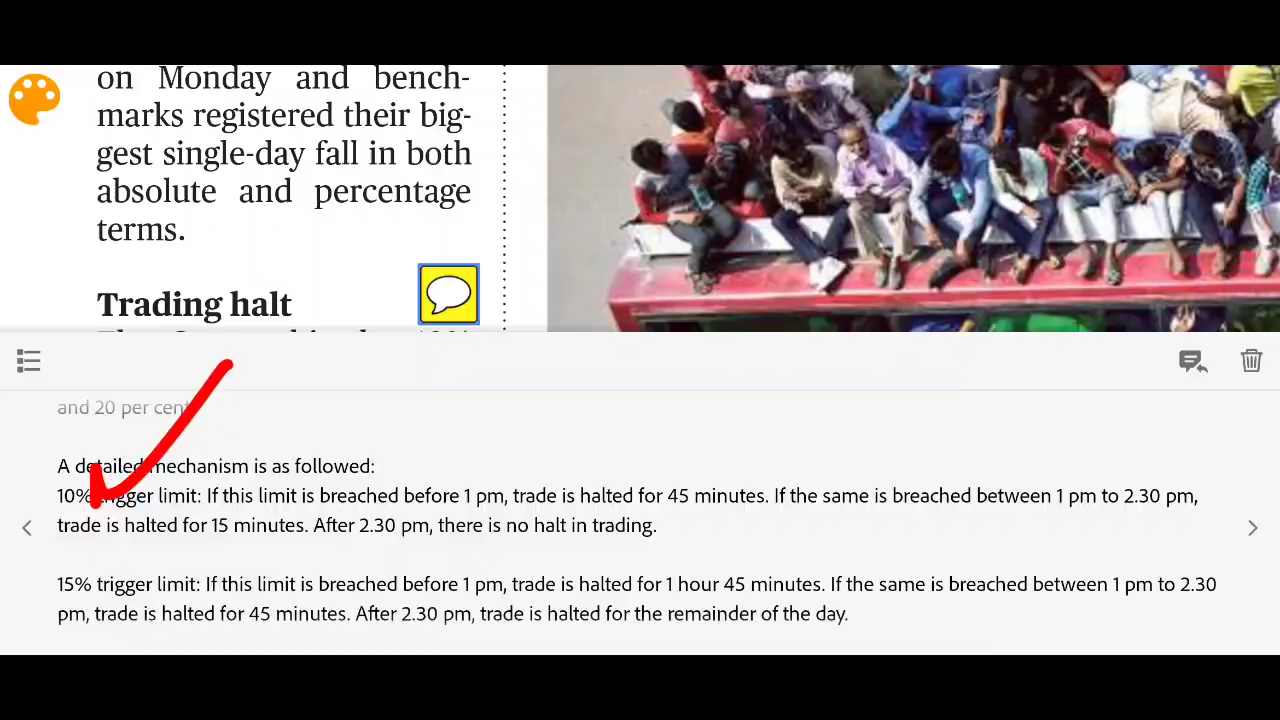 on Monday and bench-
marks registered their big-
gest single-day fall in both
absolute and percentage
terms.
Trading halt
and 20 per cent
A detailed mechanism is as followed:
10% trigger limit: If this limit is breached before 1 pm, trade is halted for 45 minutes. If the same is breached between 1 pm to 2.30 pm,
trade is halted for 15 minutes. After 2.30 pm, there is no halt in trading.
15% trigger limit: If this limit is breached before 1 pm, trade is halted for 1 hour 45 minutes. If the same is breached between 1 pm to 2.30
pm, trade is halted for 45 minutes. After 2.30 pm, trade is halted for the remainder of the day.